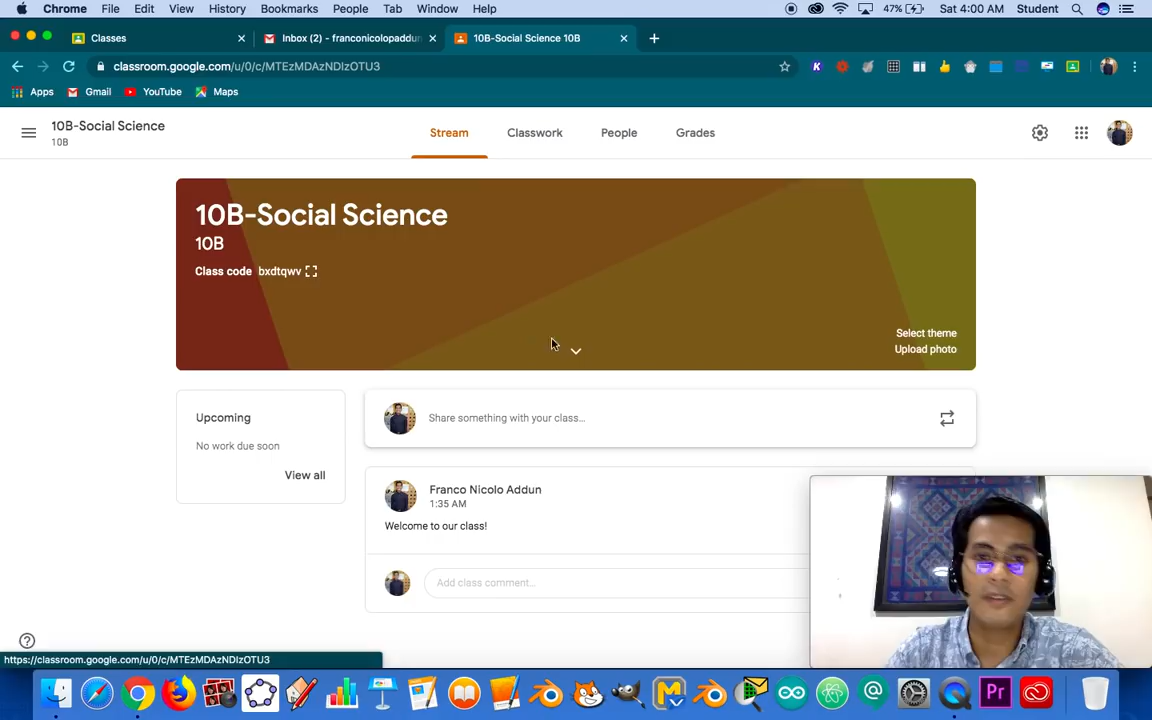 Chrome File Edit View History Bookmarks People Tab Window Help 47% Sat 4:00 AM Student
Classes Inbox (2) - franconicolopaddun 10B-Social Science 10B
classroom.google.com/u/0/c/MTEzMDAzNDIzOTU3
Apps Gmail YouTube Maps
10B-Social Science
10B
Stream Classwork People Grades
10B-Social Science
10B
Class code bxdtqwv
Select theme
Upload photo
Upcoming
No work due soon
View all
Share something with your class...
Franco Nicolo Addun
1:35 AM
Welcome to our class!
Add class comment...
https://classroom.google.com/u/0/c/MTEzMDAzNDIzOTU3